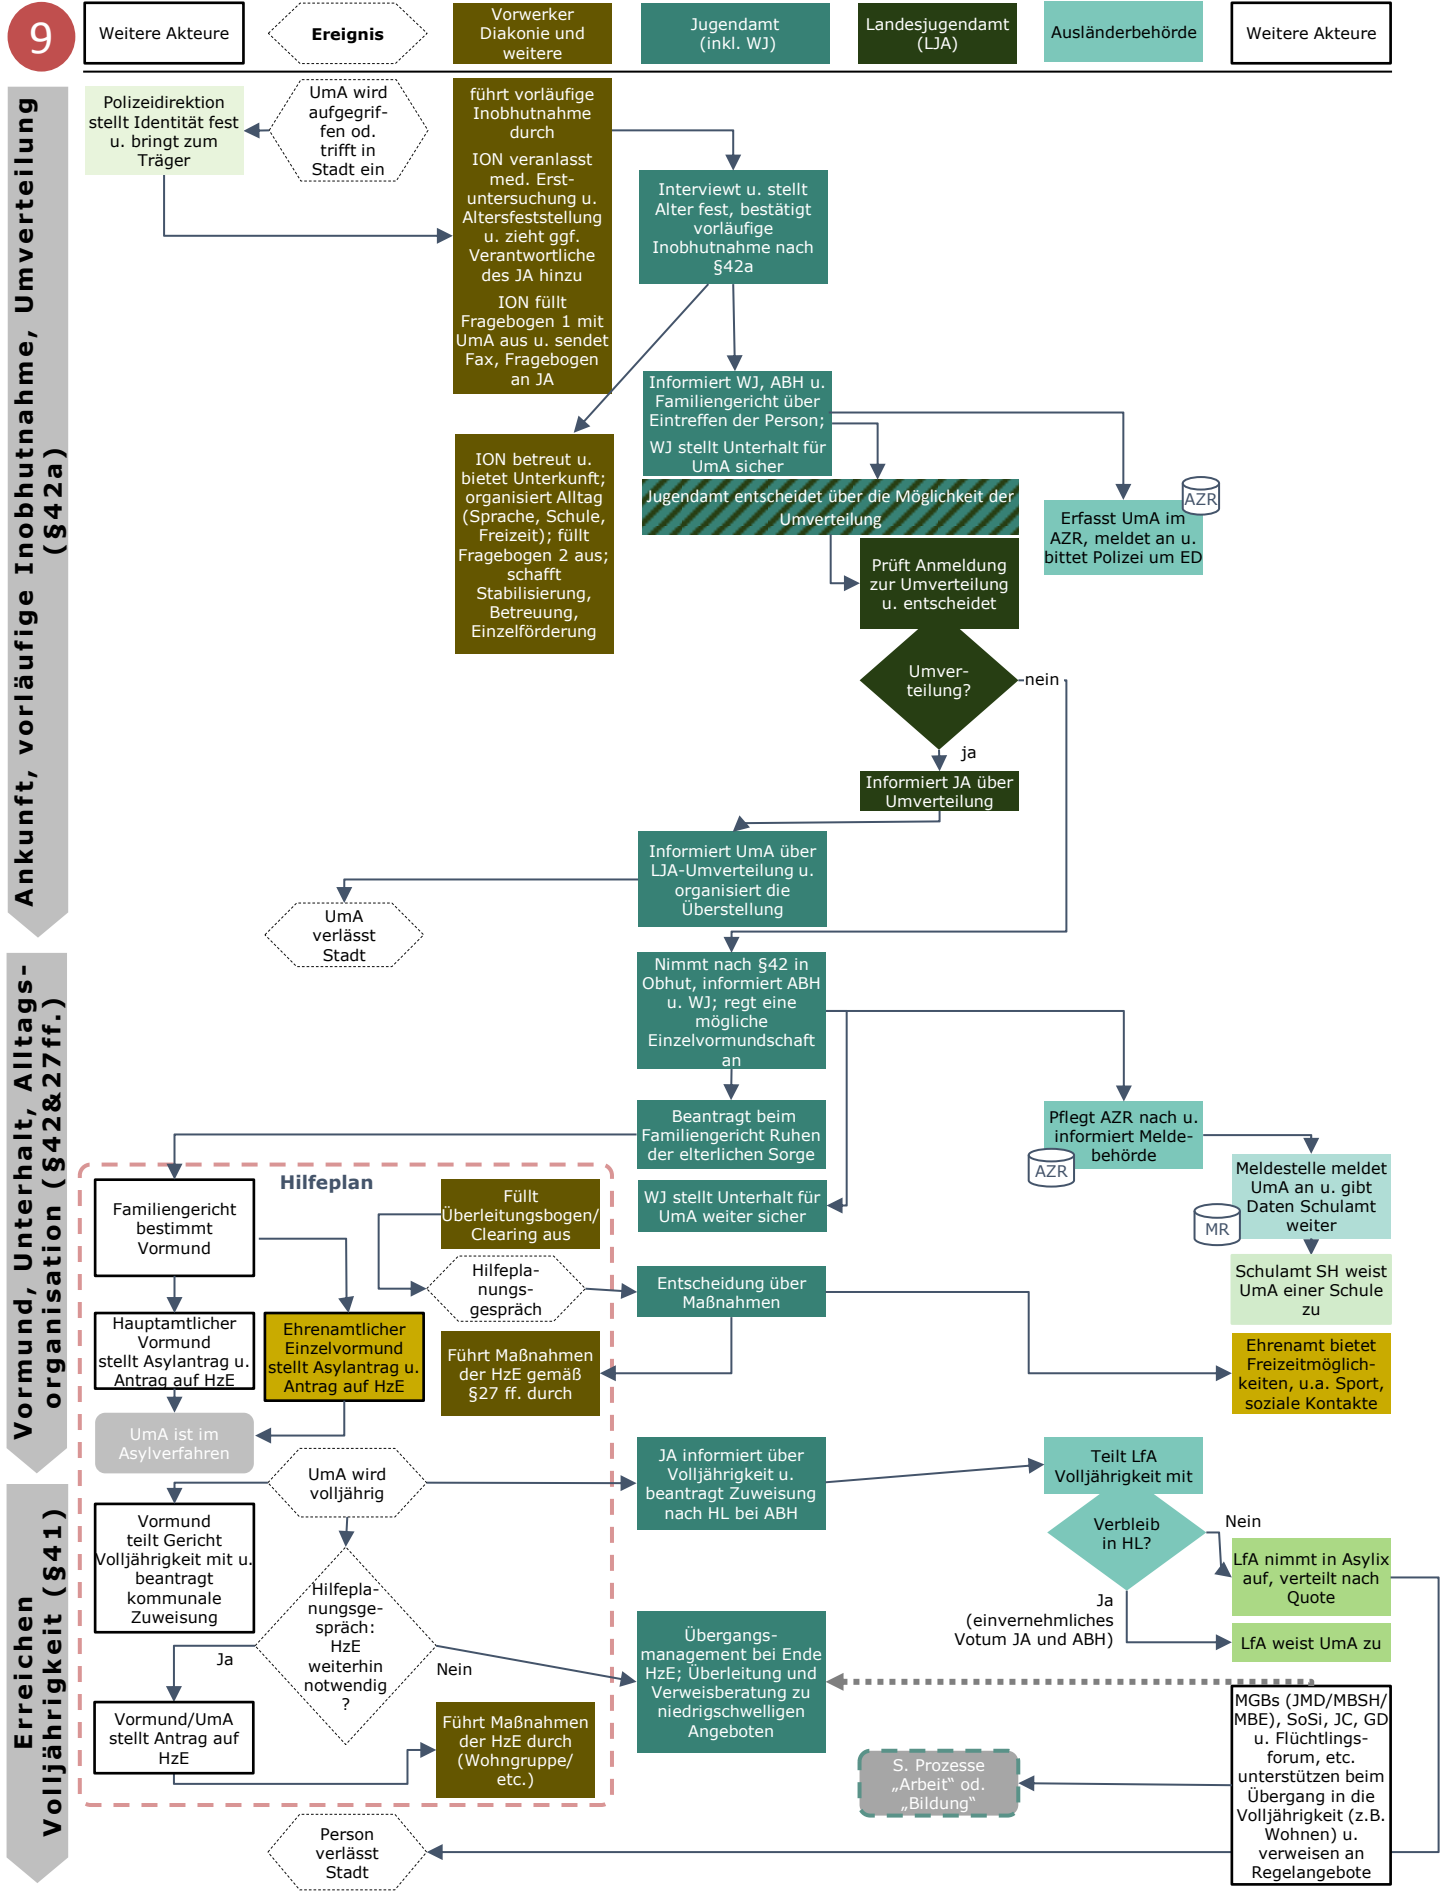 9
Weitere Akteure
Ereignis
Vorwerker
Diakonie und
weitere
Jugendamt
(inkl. WJ)
Landesjugendamt
(LJA)
Ausländerbehörde
Weitere Akteure
Ankunft, vorläufige Inobhutnahme, Umverteilung
(§42a)
Polizeidirektion
stellt Identität fest
u. bringt zum
Träger
UmA wird
aufgegrif-
fen od.
trifft in
Stadt ein
führt vorläufige
Inobhutnahme
durch
ION veranlasst
med. Erst-
untersuchung u.
Altersfeststellung
u. zieht ggf.
Verantwortliche
des JA hinzu
ION füllt
Fragebogen 1 mit
UmA aus u. sendet
Fax, Fragebogen
an JA
Interviewt u. stellt
Alter fest, bestätigt
vorläufige
Inobhutnahme nach
§42a
Informiert WJ, ABH u.
Familiengericht über
Eintreffen der Person;
WJ stellt Unterhalt für
UmA sicher
ION betreut u.
bietet Unterkunft;
organisiert Alltag
(Sprache, Schule,
Freizeit); füllt
Fragebogen 2 aus;
schafft
Stabilisierung,
Betreuung,
Einzelförderung
Jugendamt entscheidet über die Möglichkeit der
Umverteilung
AZR
Erfasst UmA im
AZR, meldet an u.
bittet Polizei um ED
Prüft Anmeldung
zur Umverteilung
u. entscheidet
Umver-
teilung?
nein
ja
Informiert JA über
Umverteilung
Informiert UmA über
LJA-Umverteilung u.
organisiert die
Überstellung
UmA
verlässt
Stadt
Vormund, Unterhalt, Alltags-
organisation (§42&27ff.)
Nimmt nach §42 in
Obhut, informiert ABH
u. WJ; regt eine
mögliche
Einzelvormundschaft
an
Beantragt beim
Familiengericht Ruhen
der elterlichen Sorge
Pflegt AZR nach u.
informiert Melde-
behörde
AZR
Meldestelle meldet
UmA an u. gibt
Daten Schulamt
weiter
MR
Hilfeplan
Familiengericht
bestimmt
Vormund
Füllt
Überleitungsbogen/
Clearing aus
WJ stellt Unterhalt für
UmA weiter sicher
Hilfepla-
nungs-
gespräch
Entscheidung über
Maßnahmen
Schulamt SH weist
UmA einer Schule
zu
Hauptamtlicher
Vormund
stellt Asylantrag u.
Antrag auf HzE
Ehrenamtlicher
Einzelvormund
stellt Asylantrag u.
Antrag auf HzE
Führt Maßnahmen
der HzE gemäß
§27 ff. durch
Ehrenamt bietet
Freizeitmöglich-
keiten, u.a. Sport,
soziale Kontakte
UmA ist im
Asylverfahren
Erreichen
Volljährigkeit (§41)
UmA wird
volljährig
JA informiert über
Volljährigkeit u.
beantragt Zuweisung
nach HL bei ABH
Teilt LfA
Volljährigkeit mit
Verbleib
in HL?
Nein
Vormund
teilt Gericht
Volljährigkeit mit u.
beantragt
kommunale
Zuweisung
LfA nimmt in Asylix
auf, verteilt nach
Quote
Hilfepla-
nungsge-
spräch:
HzE
weiterhin
notwendig
?
Ja
Nein
Ja
(einvernehmliches
Votum JA und ABH)
LfA weist UmA zu
Übergangs-
management bei Ende
HzE; Überleitung und
Verweisberatung zu
niedrigschwelligen
Angeboten
Vormund/UmA
stellt Antrag auf
HzE
Führt Maßnahmen
der HzE durch
(Wohngruppe/
etc.)
S. Prozesse
„Arbeit“ od.
„Bildung“
MGBs (JMD/MBSH/
MBE), SoSi, JC, GD
u. Flüchtlings-
forum, etc.
unterstützen beim
Übergang in die
Volljährigkeit (z.B.
Wohnen) u.
verweisen an
Regelangebote
Person
verlässt
Stadt